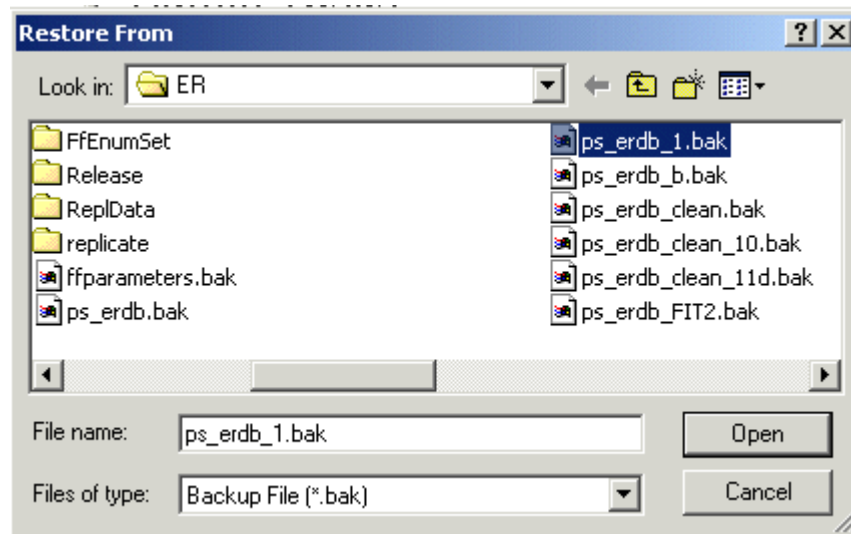 Restore From
Look in: ER
FfEnumSet
Release
ReplData
replicate
ffparameters.bak
ps_erdb.bak
ps_erdb_1.bak
ps_erdb_b.bak
ps_erdb_clean.bak
ps_erdb_clean_10.bak
ps_erdb_clean_11d.bak
ps_erdb_FIT2.bak
File name: ps_erdb_1.bak Open
Files of type: Backup File (*.bak) Cancel